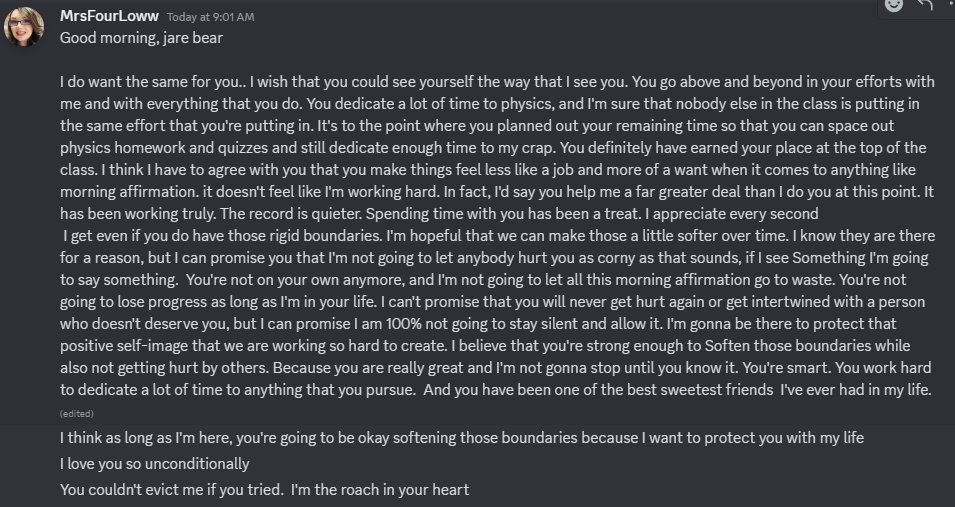 MrsFourLoww Today at 9:01 AM
Good morning, jare bear
I do want the same for you.. I wish that you could see yourself the way that I see you. You go above and beyond in your efforts with
me and with everything that you do. You dedicate a lot of time to physics, and I'm sure that nobody else in the class is putting in
the same effort that you're putting in. It's to the point where you planned out your remaining time so that you can space out
physics homework and quizzes and still dedicate enough time to my crap. You definitely have earned your place at the top of the
class. I think I have to agree with you that you make things feel less like a job and more of a want when it comes to anything like
morning affirmation. it doesn't feel like I'm working hard. In fact, I'd say you help me a far greater deal than I do you at this point. It
has been working truly. The record is quieter. Spending time with you has been a treat. I appreciate every second
I get even if you do have those rigid boundaries. I'm hopeful that we can make those a little softer over time. I know they are there
for a reason, but I can promise you that I'm not going to let anybody hurt you as corny as that sounds, if I see Something I'm going
to say something.  You're not on your own anymore, and I'm not going to let all this morning affirmation go to waste. You're not
going to lose progress as long as I'm in your life. I can't promise that you will never get hurt again or get intertwined with a person
who doesn't deserve you, but I can promise I am 100% not going to stay silent and allow it. I'm gonna be there to protect that
positive self-image that we are working so hard to create. I believe that you're strong enough to Soften those boundaries while
also not getting hurt by others. Because you are really great and I'm not gonna stop until you know it. You're smart. You work hard
to dedicate a lot of time to anything that you pursue.  And you have been one of the best sweetest friends  I've ever had in my life.
(edited)
I think as long as I'm here, you're going to be okay softening those boundaries because I want to protect you with my life
I love you so unconditionally
You couldn't evict me if you tried.  I'm the roach in your heart